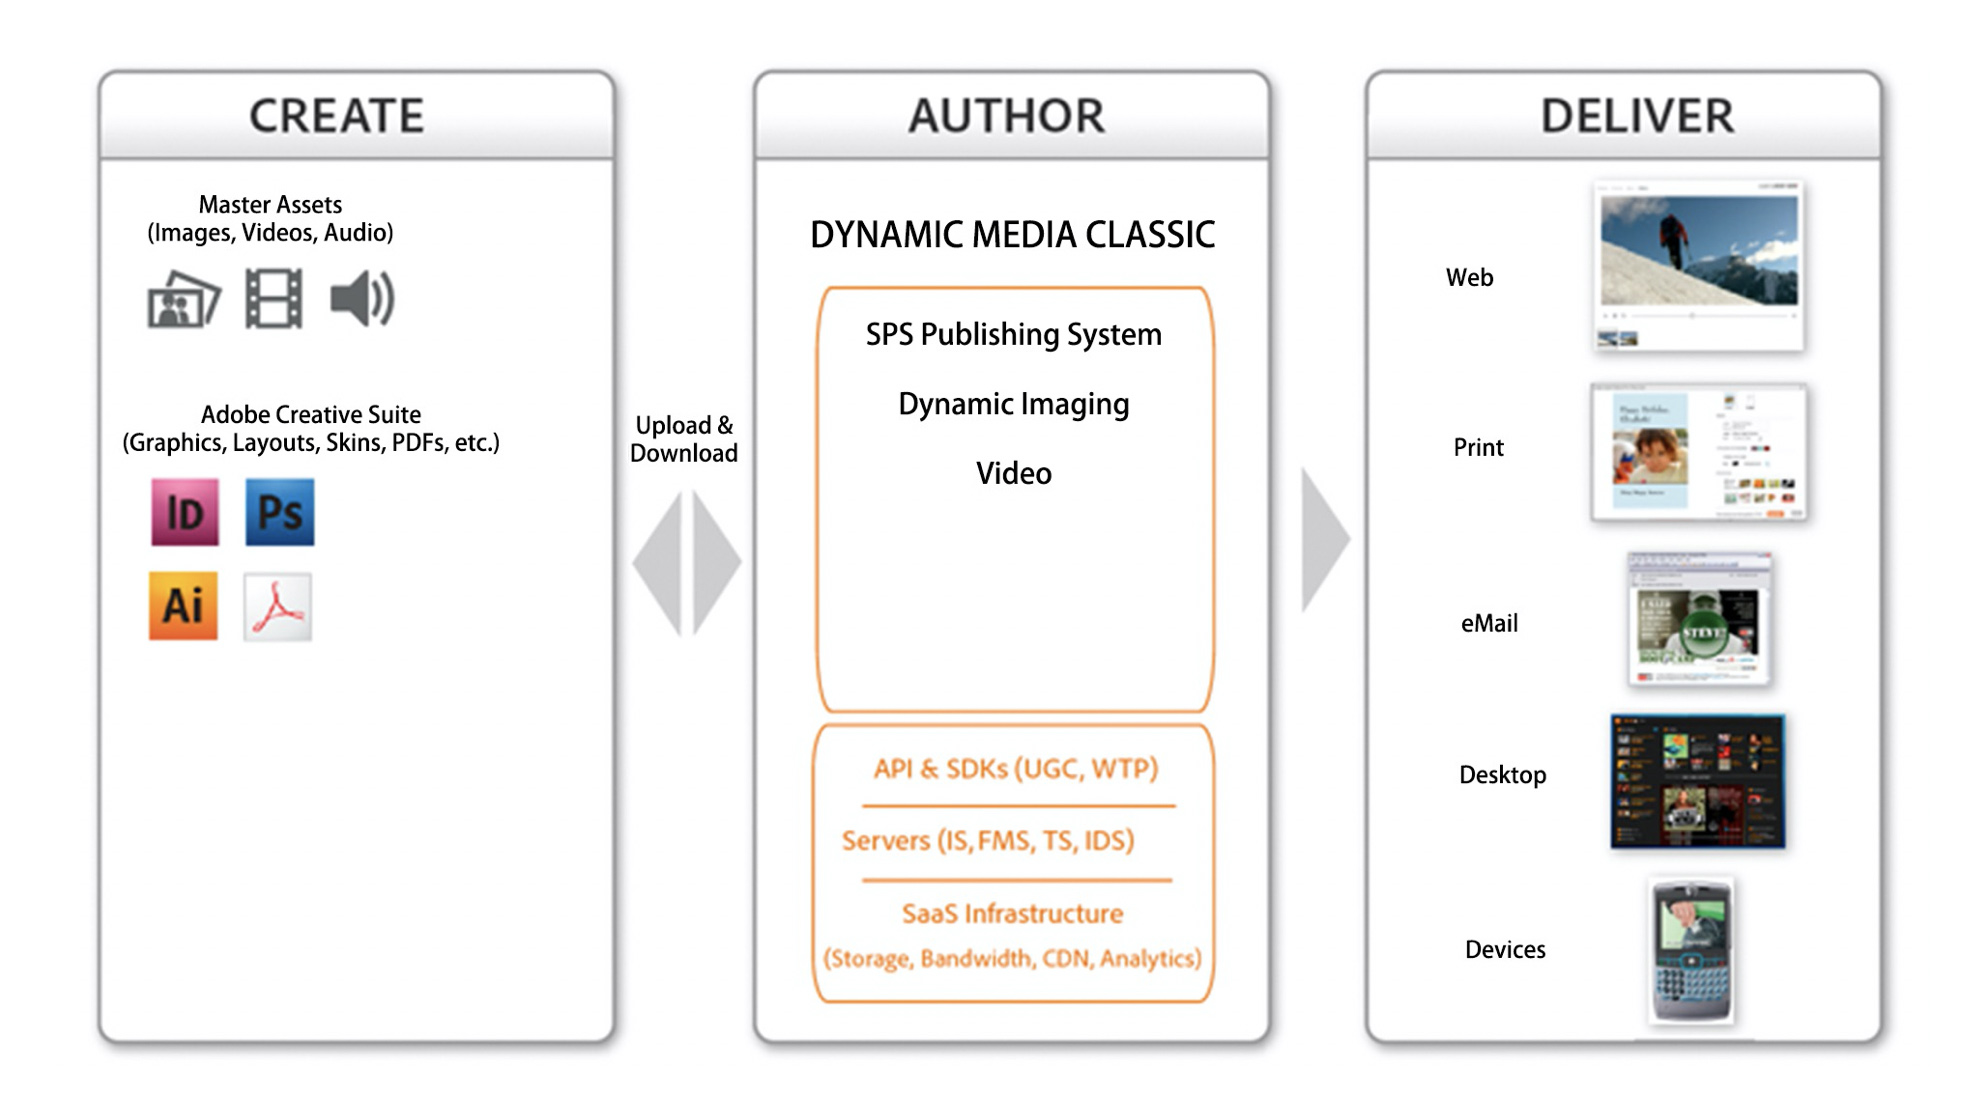 CREATE
Master Assets
(Images, Videos, Audio)
Adobe Creative Suite
(Graphics, Layouts, Skins, PDFs, etc.)
ID
Ps
Ai
Upload &
Download
AUTHOR
DYNAMIC MEDIA CLASSIC
SPS Publishing System
Dynamic Imaging
Video
API & SDKs (UGC, WTP)
Servers (IS, FMS, TS, IDS)
SaaS Infrastructure
(Storage, Bandwidth, CDN, Analytics)
DELIVER
Web
Print
eMail
STEVE!
Desktop
Devices